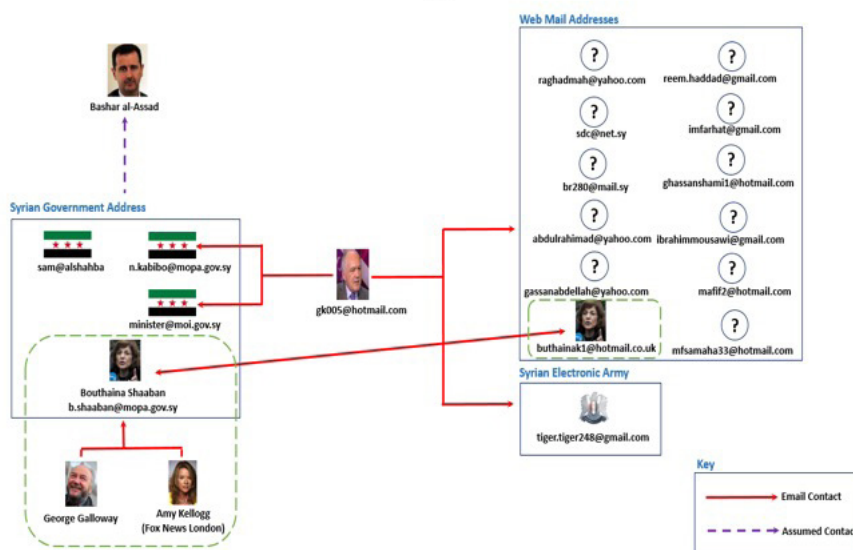 Web Mail Addresses
raghadmah@yahoo.com
reem.haddad@gmail.com
Bashar al-Assad
sdc@net.sy
imfarhat@gmail.com
br280@mail.sy
ghassanshami1@hotmail.com
Syrian Government Address
sam@alshahba
n.kabibo@mopa.gov.sy
abdulrahimad@yahoo.com
ibrahimmousawi@gmail.com
gk005@hotmail.com
gassanabdellah@yahoo.com
mafif2@hotmail.com
minister@moi.gov.sy
buthainak1@hotmail.co.uk
mfsamaha33@hotmail.com
Bouthaina Shaaban
b.shaaban@mopa.gov.sy
Syrian Electronic Army
tiger.tiger248@gmail.com
George Galloway
Amy Kellogg
(Fox News London)
Key
Email Contact
Assumed Contact
? ? ? ? ? ? ? ? ? ? ?